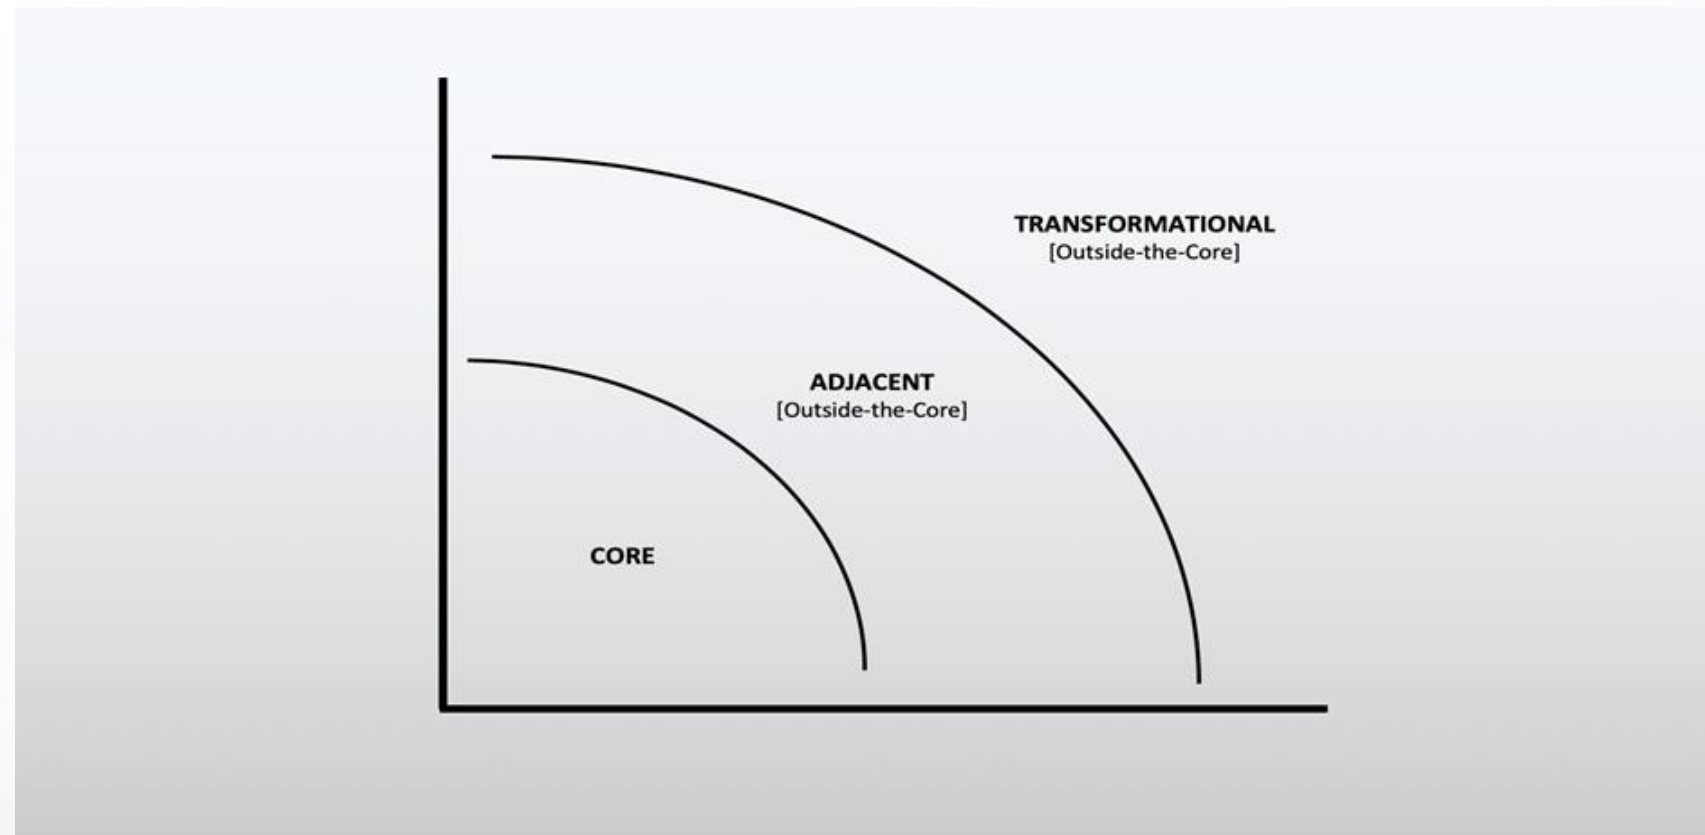 TRANSFORMATIONAL
[Outside-the-Core]
ADJACENT
[Outside-the-Core]
CORE